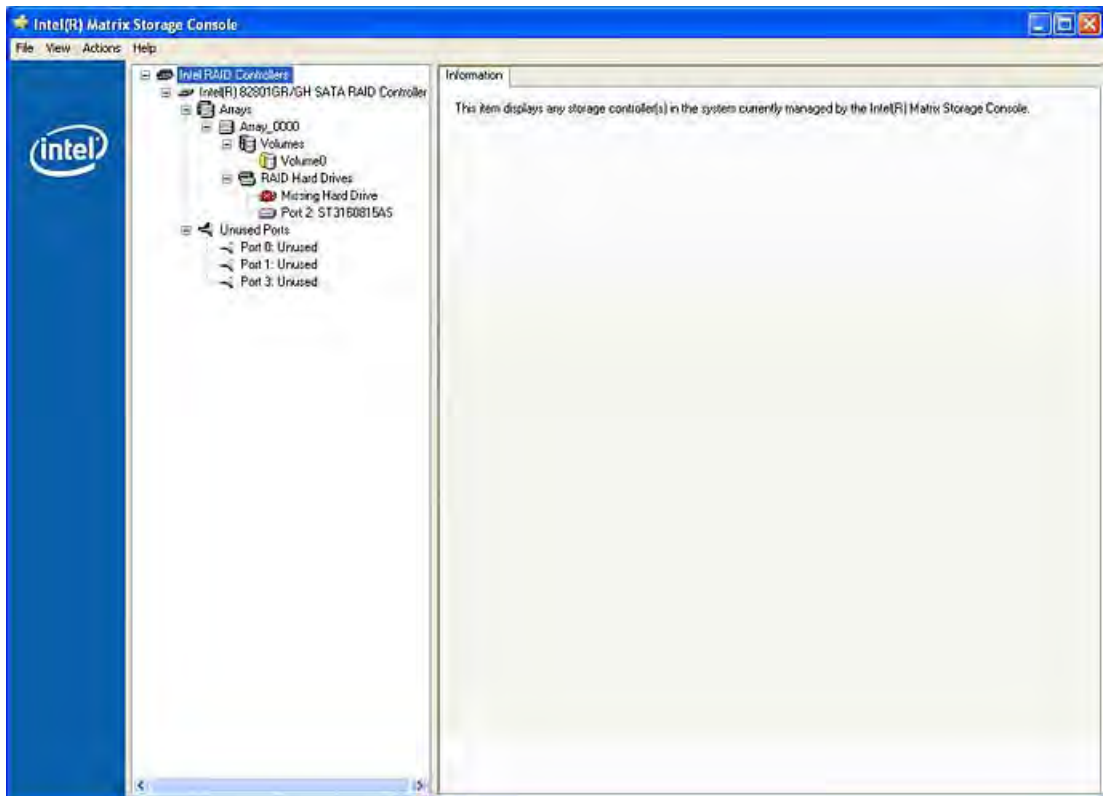 Intel(R) Matrix Storage Console
File View Actions Help
intel
Intel RAID Controllers
Intel(R) 82801GR/GH SATA RAID Controller
Arrays
Array_0000
Volumes
Volume0
RAID Hard Drives
Missing Hard Drive
Port 2: ST3160815AS
Unused Ports
Port 0: Unused
Port 1: Unused
Port 3: Unused
Information
This item displays any storage controller(s) in the system currently managed by the Intel(R) Matrix Storage Console.